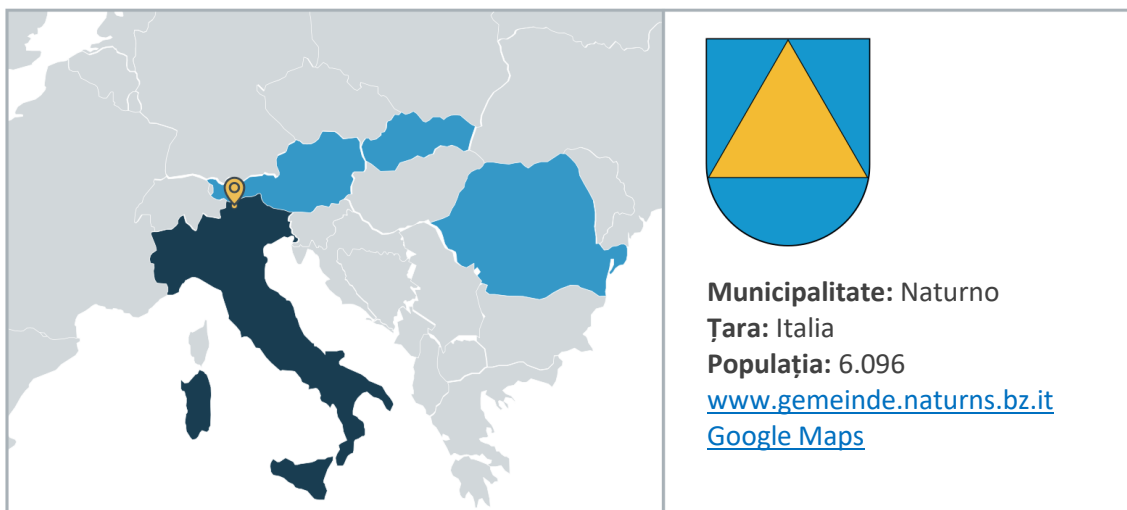 Municipalitate: Naturno
Țara: Italia
Populația: 6.096
www.gemeinde.naturns.bz.it
Google Maps